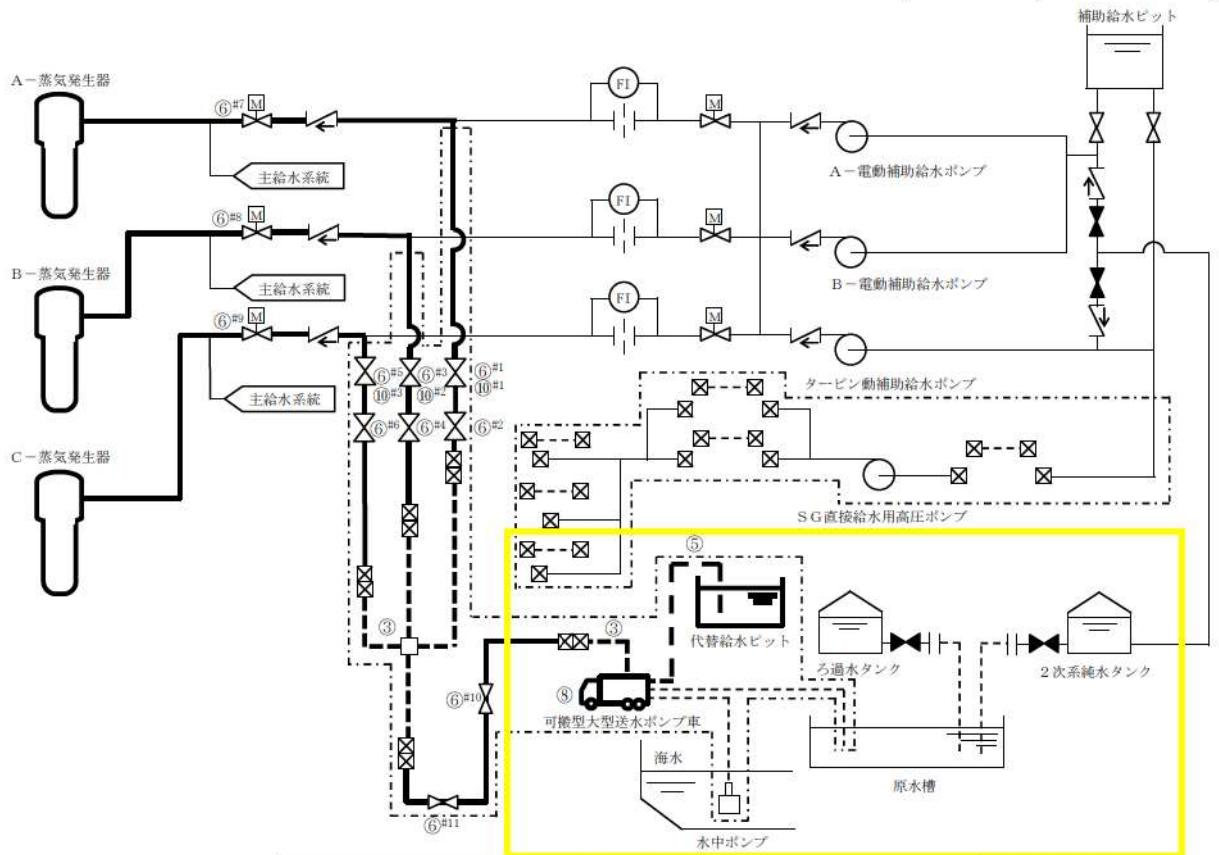 補助給水ピット
A－蒸気発生器
⑥#7
M
FI
M
主給水系統
A－電動補助給水ポンプ
⑥#8
M
FI
M
B－蒸気発生器
主給水系統
B－電動補助給水ポンプ
⑥#9
M
FI
M
⑥#5
⑥#3
⑥#1
⑩#3
⑩#2
⑩#1
タービン動補助給水ポンプ
主給水系統
⑥#6
⑥#4
⑥#2
C－蒸気発生器
SG直接給水用高圧ポンプ
⑤
③
③
代替給水ピット
ろ過水タンク
2次系純水タンク
⑥#10
⑧
可搬型大型送水ポンプ車
海水
原水槽
⑥#11
水中ポンプ